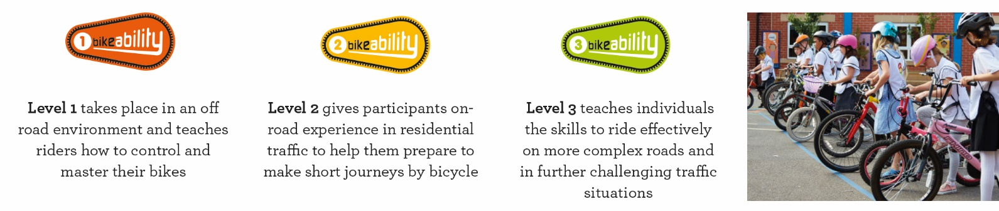 1 bikeability
Level 1 takes place in an off
road environment and teaches
riders how to control and
master their bikes
2 bikeability
Level 2 gives participants on-
road experience in residential
traffic to help them prepare to
make short journeys by bicycle
3 bikeability
Level 3 teaches individuals
the skills to ride effectively
on more complex roads and
in further challenging traffic
situations